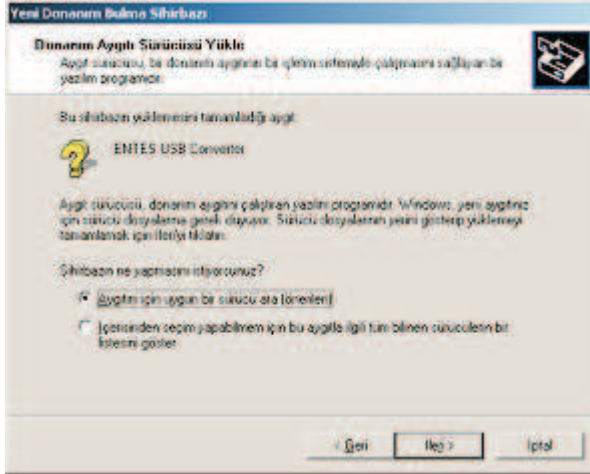 Yeni Donanım Bulma Sihirbazı
Donanım Aygıtı Sürücüsü Yükle
Aygıt sürücüsü, bir donanım aygıtının bir işletim sistemiyle çalışmasını sağlayan bir
yazılım programıdır.
Bu sihirbazın yüklemesini tamamladığı aygıt:
ENTES USB Converter
Aygıt sürücüsü, donanım aygıtını çalıştıran yazılım programıdır. Windows, yeni aygıtınız
için sürücü dosyalarına gerek duyuyor. Sürücü dosyalarının yerini gösterip yüklemeyi
tamamlamak için İleri'yi tıklatın.
Sihirbazın ne yapmasını istiyorsunuz?
Aygıtım için uygun bir sürücü ara (önerilen)
İçerisinden seçim yapabilmem için bu aygıtla ilgili tüm bilinen sürücülerin bir
listesini göster
< Geri
İleri >
İptal